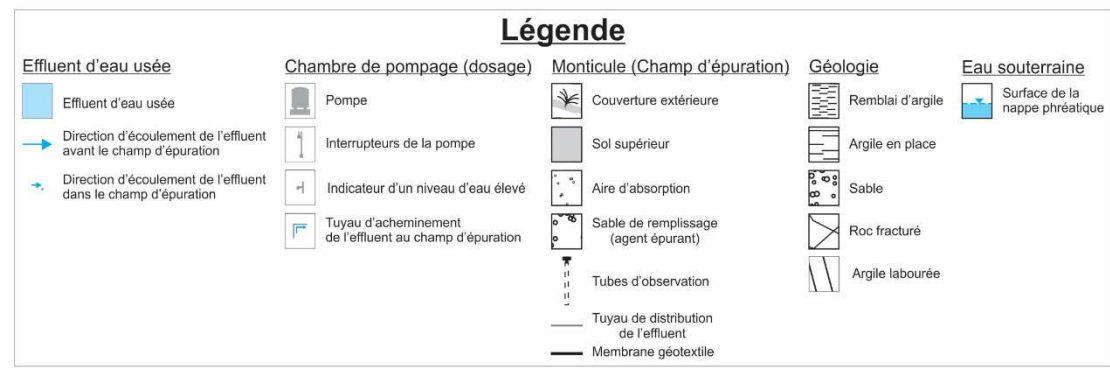 Légende
Effluent d'eau usée
Effluent d'eau usée
Direction d'écoulement de l'effluent
avant le champ d'épuration
Direction d'écoulement de l'effluent
dans le champ d'épuration
Chambre de pompage (dosage)
Pompe
Interrupteurs de la pompe
Indicateur d'un niveau d'eau élevé
Tuyau d'acheminement
de l'effluent au champ d'épuration
Monticule (Champ d'épuration)
Couverture extérieure
Sol supérieur
Aire d'absorption
Sable de remplissage
(agent épurant)
Tubes d'observation
Tuyau de distribution
de l'effluent
Membrane géotextile
Géologie
Remblai d'argile
Argile en place
Sable
Roc fracturé
Argile labourée
Eau souterraine
Surface de la
nappe phréatique